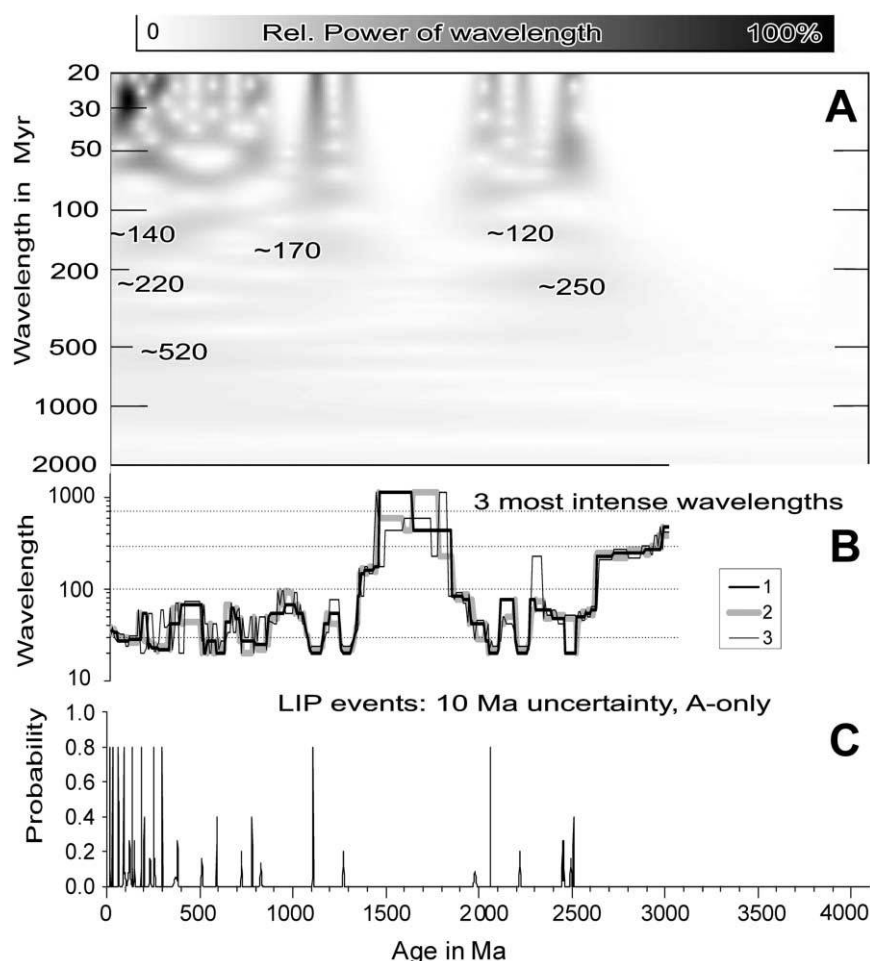 0 Rel. Power of wavelength 100%
A
Wavelength in Myr
20
30
50
100
200
500
1000
2000
~140
~170
~120
~220
~250
~520
B
Wavelength
1000
100
10
3 most intense wavelengths
1
2
3
C
LIP events: 10 Ma uncertainty, A-only
Probability
1.0
0.8
0.6
0.4
0.2
0.0
0 500 1000 1500 2000 2500 3000 3500 4000
Age in Ma